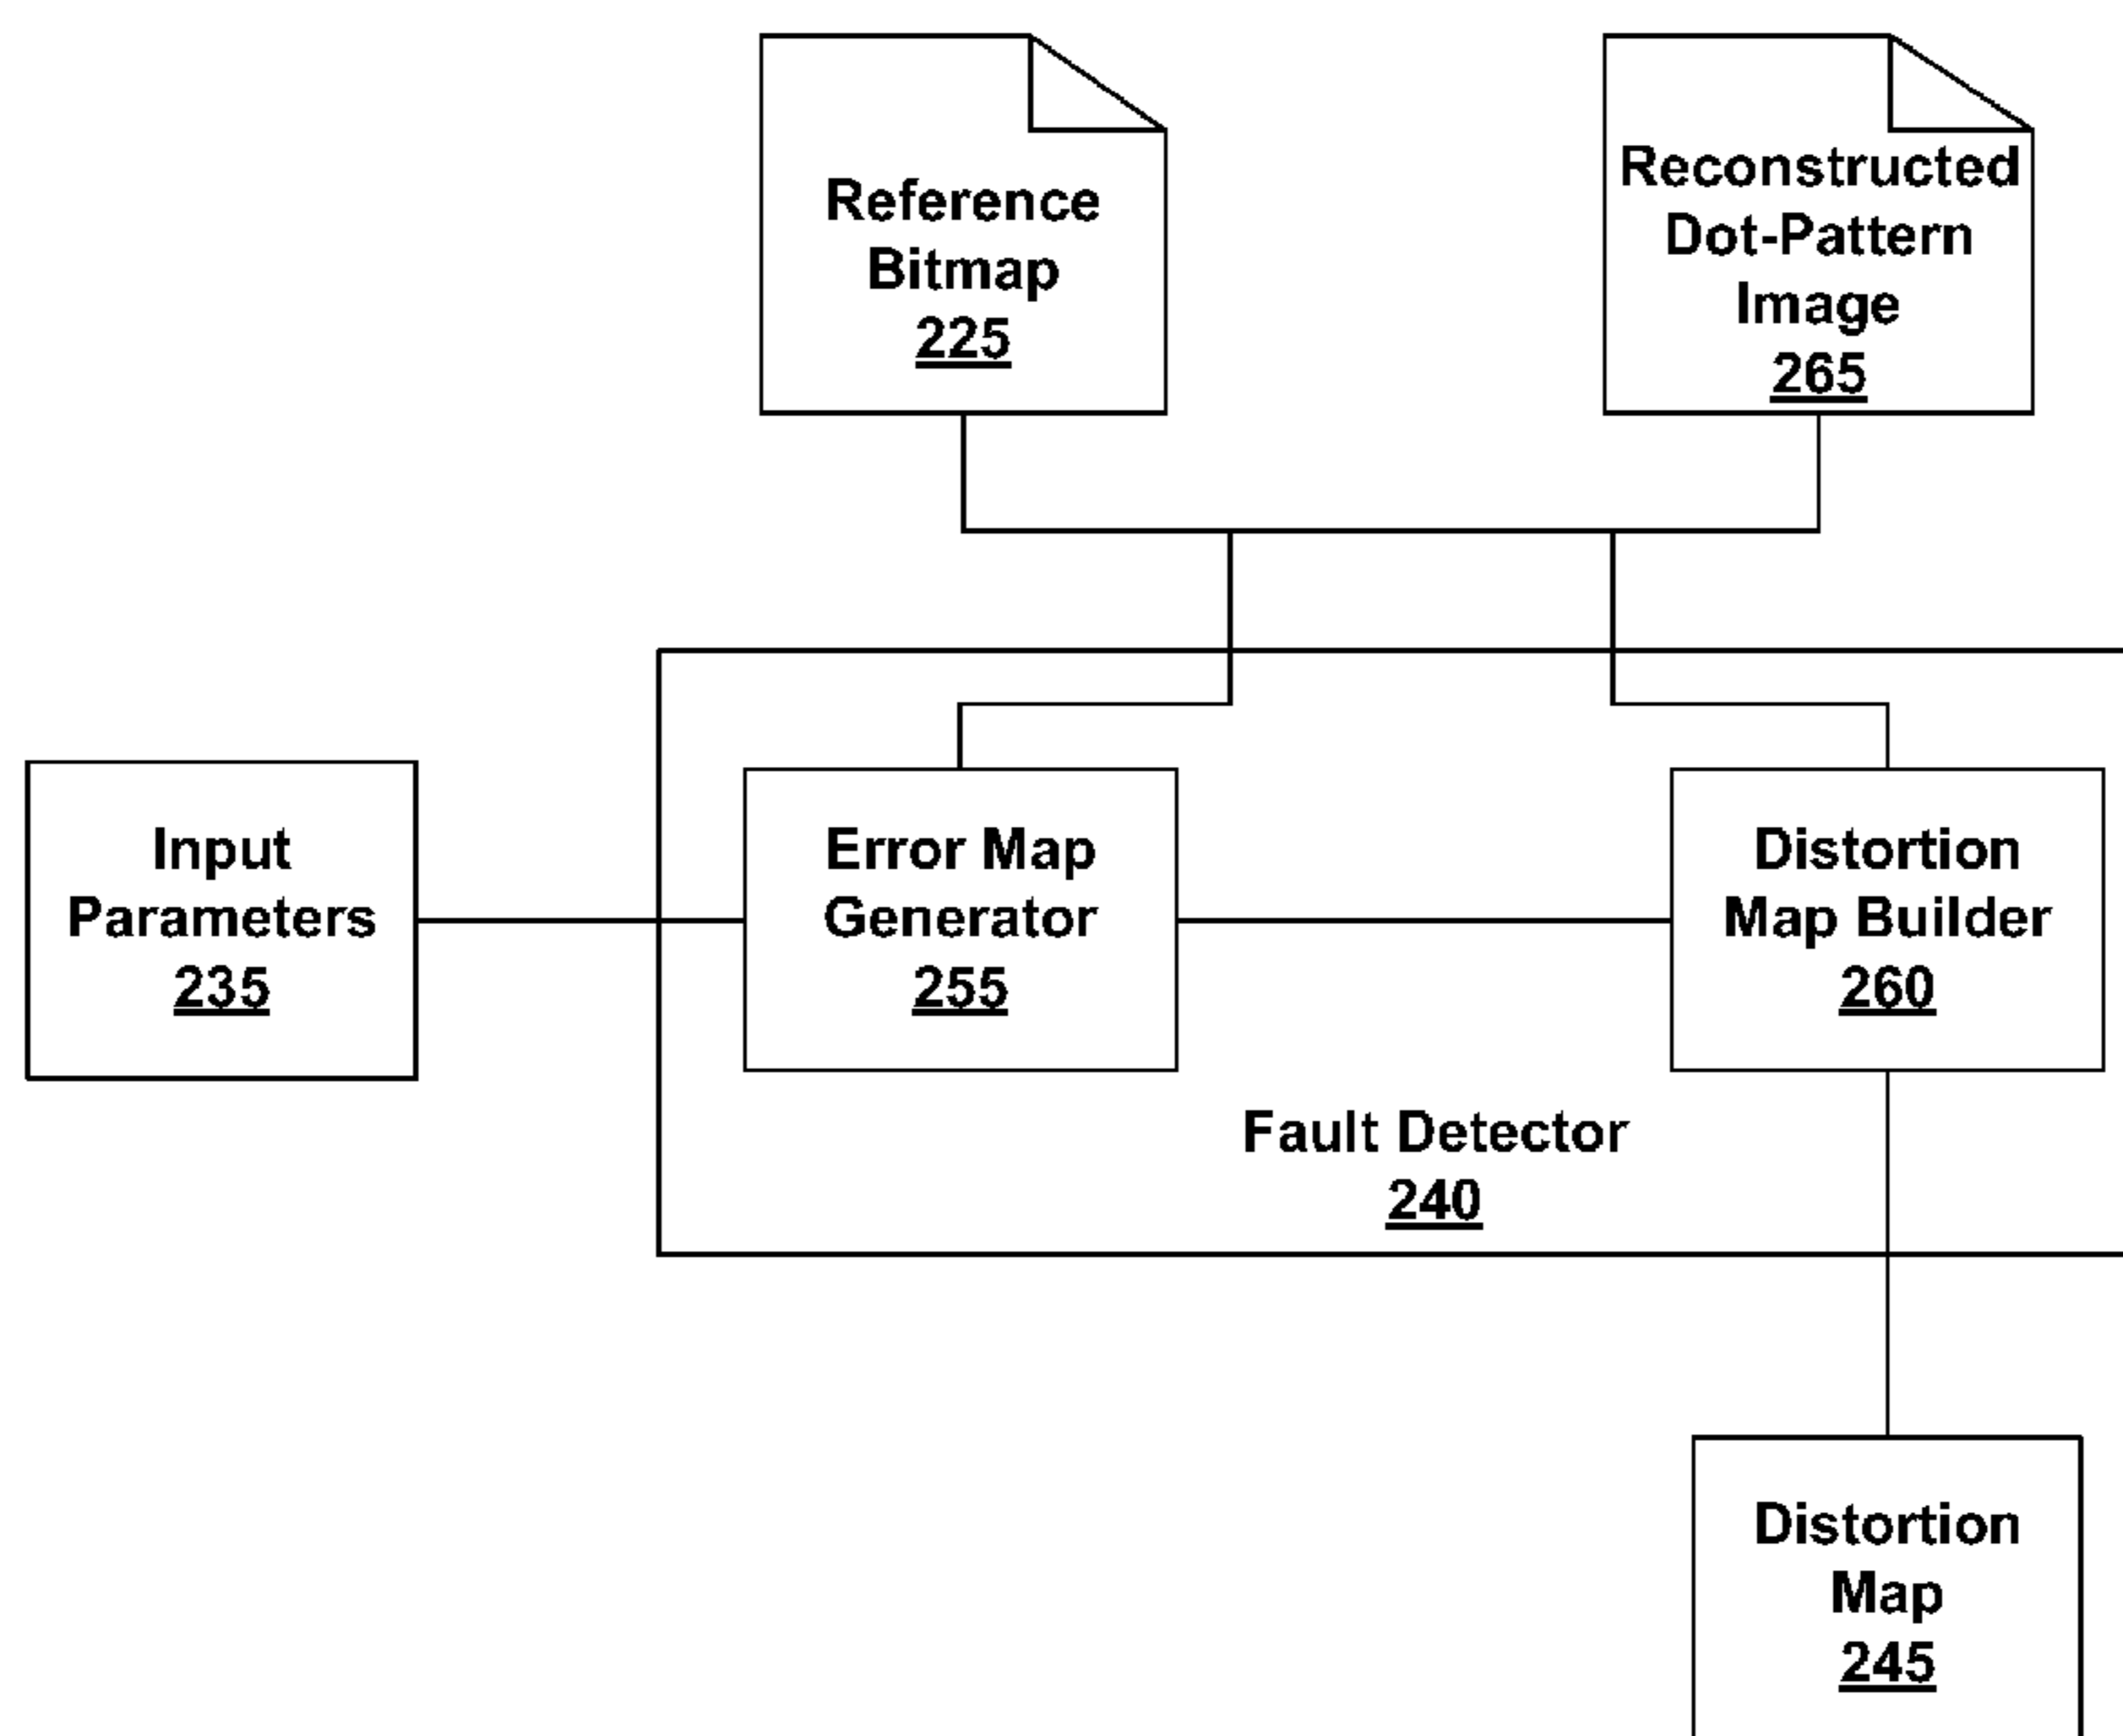 Reference
Bitmap
225
Reconstructed
Dot-Pattern
Image
265
Input
Parameters
235
Error Map
Generator
255
Distortion
Map Builder
260
Fault Detector
240
Distortion
Map
245